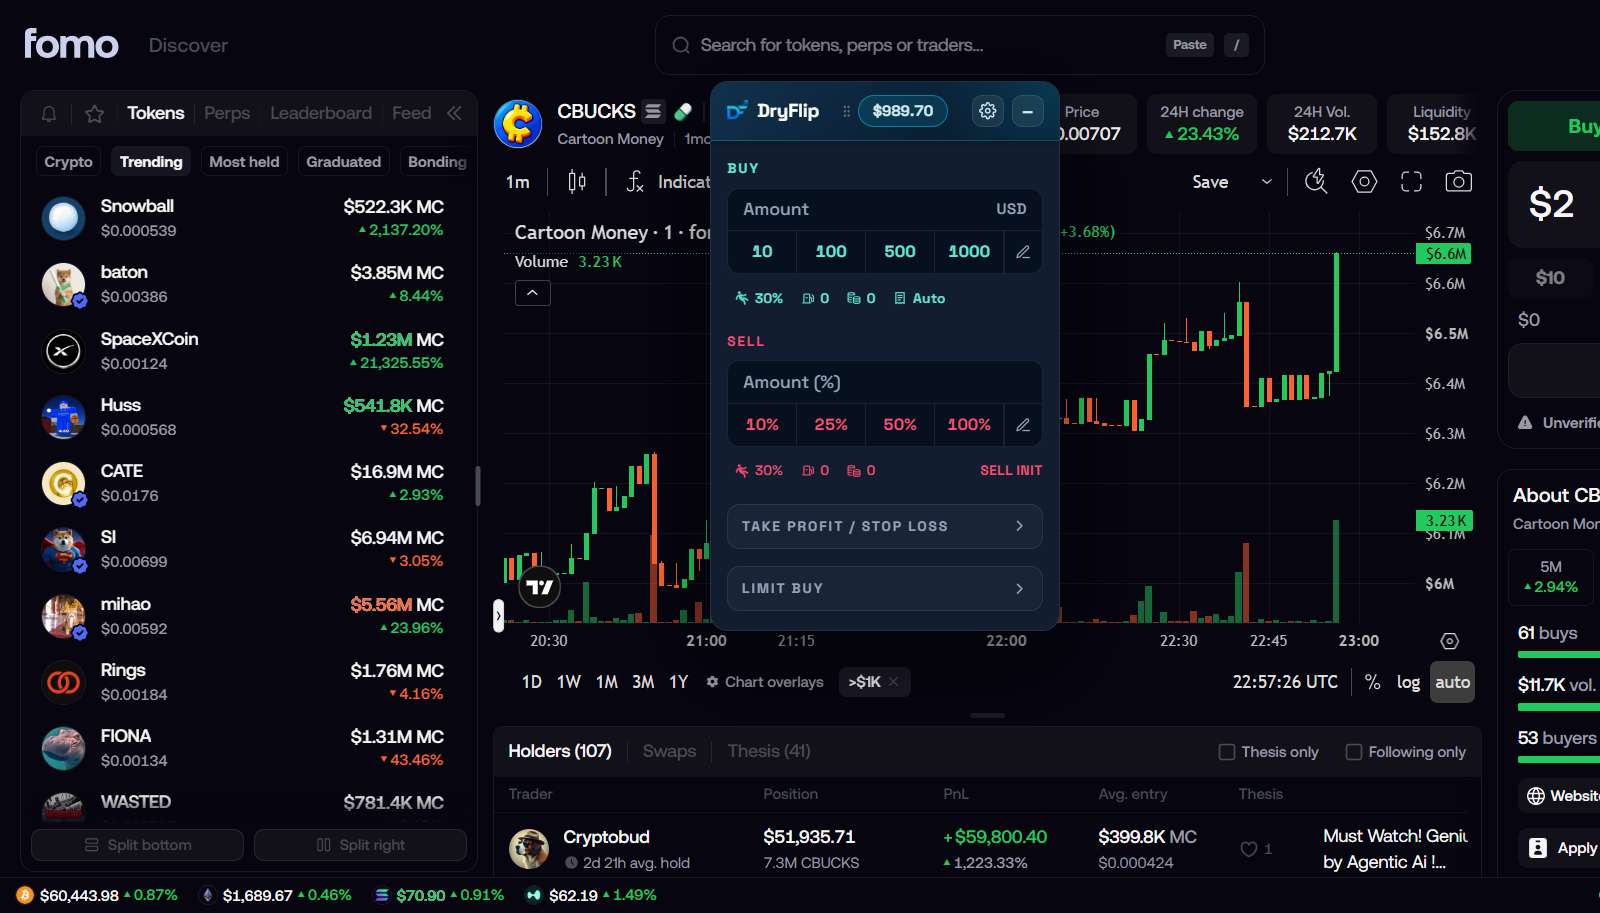 fomo
Discover
Search for tokens, perps or traders...
Paste
/
Tokens Perps Leaderboard Feed
Crypto Trending Most held Graduated Bonding
Snowball $522.3K MC
$0.000539 2,137.20%
baton $3.85M MC
$0.00386 8.44%
SpaceXCoin $1.23M MC
$0.00124 21,325.55%
Huss $541.8K MC
$0.000568 32.54%
CATE $16.9M MC
$0.0176 2.93%
SI $6.94M MC
$0.00699 3.05%
mihao $5.56M MC
$0.00592 23.96%
Rings $1.76M MC
$0.00184 4.16%
FIONA $1.31M MC
$0.00134 43.46%
WASTED $781.4K MC
Split bottom
Split right
CBUCKS
Cartoon Money 1mo
Price
0.00707
24H change
23.43%
24H Vol.
$212.7K
Liquidity
$152.8K
1m
Save
Cartoon Money · 1 ·
+3.68%)
Volume 3.23 K
$6.7M
$6.6M
$6.6M
$6.5M
$6.4M
$6.3M
$6.2M
3.23 K
$6.1M
$6M
20:30 21:00 21:15 22:00 22:30 22:45 23:00
1D 1W 1M 3M 1Y Chart overlays >$1K
22:57:26 UTC % log auto
DryFlip $989.70
BUY
Amount USD
10 100 500 1000
30% 0 0 Auto
SELL
Amount (%)
10% 25% 50% 100%
30% 0 0 SELL INIT
TAKE PROFIT / STOP LOSS
LIMIT BUY
Holders (107) Swaps Thesis (41)
Thesis only Following only
Trader Position PnL Avg. entry Thesis
Cryptobud $51,935.71 +$59,800.40 $399.8K MC
2d 21h avg. hold 7.3M CBUCKS 1,223.33% $0.000424
1
Must Watch!
by Agentic Ai !...
Buy
$2
$10
$0
About
5M
2.94%
61 buys
$11.7K vol.
53 buyers
Website
Apply
$60,443.98 0.87% $1,689.67 0.46% $70.90 0.91% $62.19 1.49%